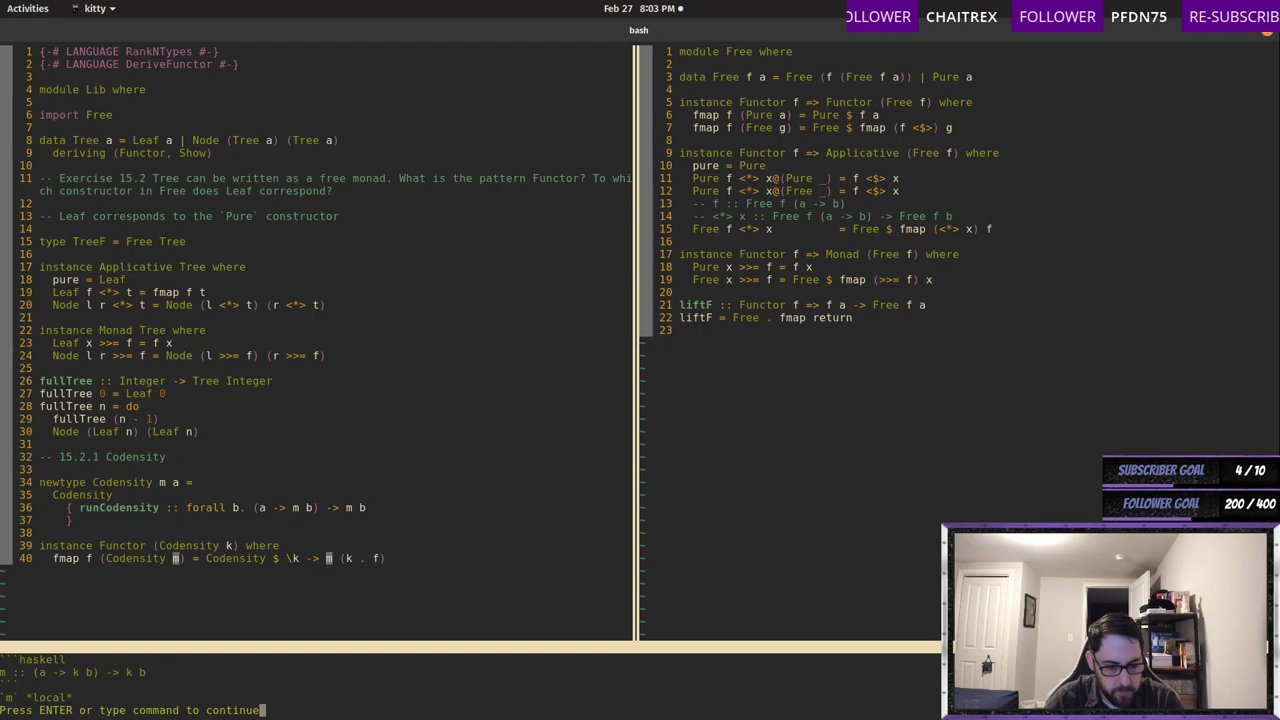 Activities
kitty
Feb 27 8:03 PM
OLLOWER CHAITREX FOLLOWER PFDN75 RE-SUBSCRIB
bash
1 {-# LANGUAGE RankNTypes #-}
2 {-# LANGUAGE DeriveFunctor #-}
3
4 module Lib where
5
6 import Free
7
8 data Tree a = Leaf a | Node (Tree a) (Tree a)
9   deriving (Functor, Show)
10
11 -- Exercise 15.2 Tree can be written as a free monad. What is the pattern Functor? To whi
ch constructor in Free does Leaf correspond?
12
13 -- Leaf corresponds to the `Pure` constructor
14
15 type TreeF = Free Tree
16
17 instance Applicative Tree where
18   pure = Leaf
19   Leaf f <*> t = fmap f t
20   Node l r <*> t = Node (l <*> t) (r <*> t)
21
22 instance Monad Tree where
23   Leaf x >>= f = f x
24   Node l r >>= f = Node (l >>= f) (r >>= f)
25
26 fullTree :: Integer -> Tree Integer
27 fullTree 0 = Leaf 0
28 fullTree n = do
29   fullTree (n - 1)
30   Node (Leaf n) (Leaf n)
31
32 -- 15.2.1 Codensity
33
34 newtype Codensity m a =
35   Codensity
36     { runCodensity :: forall b. (a -> m b) -> m b
37     }
38
39 instance Functor (Codensity k) where
40   fmap f (Codensity m) = Codensity $ \k -> m (k . f)
~
~
~
~
~
~
```haskell
m :: (a -> k b) -> k b
```
`m` *local*
Press ENTER or type command to continue
1 module Free where
2
3 data Free f a = Free (f (Free f a)) | Pure a
4
5 instance Functor f => Functor (Free f) where
6   fmap f (Pure a) = Pure $ f a
7   fmap f (Free g) = Free $ fmap (f <$>) g
8
9 instance Functor f => Applicative (Free f) where
10   pure = Pure
11   Pure f <*> x@(Pure _) = f <$> x
12   Pure f <*> x@(Free _) = f <$> x
13   -- f :: Free f (a -> b)
14   -- <*> x :: Free f (a -> b) -> Free f b
15   Free f <*> x          = Free $ fmap (<*> x) f
16
17 instance Functor f => Monad (Free f) where
18   Pure x >>= f = f x
19   Free x >>= f = Free $ fmap (>>= f) x
20
21 liftF :: Functor f => f a -> Free f a
22 liftF = Free . fmap return
23
SUBSCRIBER GOAL 4 / 10
FOLLOWER GOAL 200 / 400